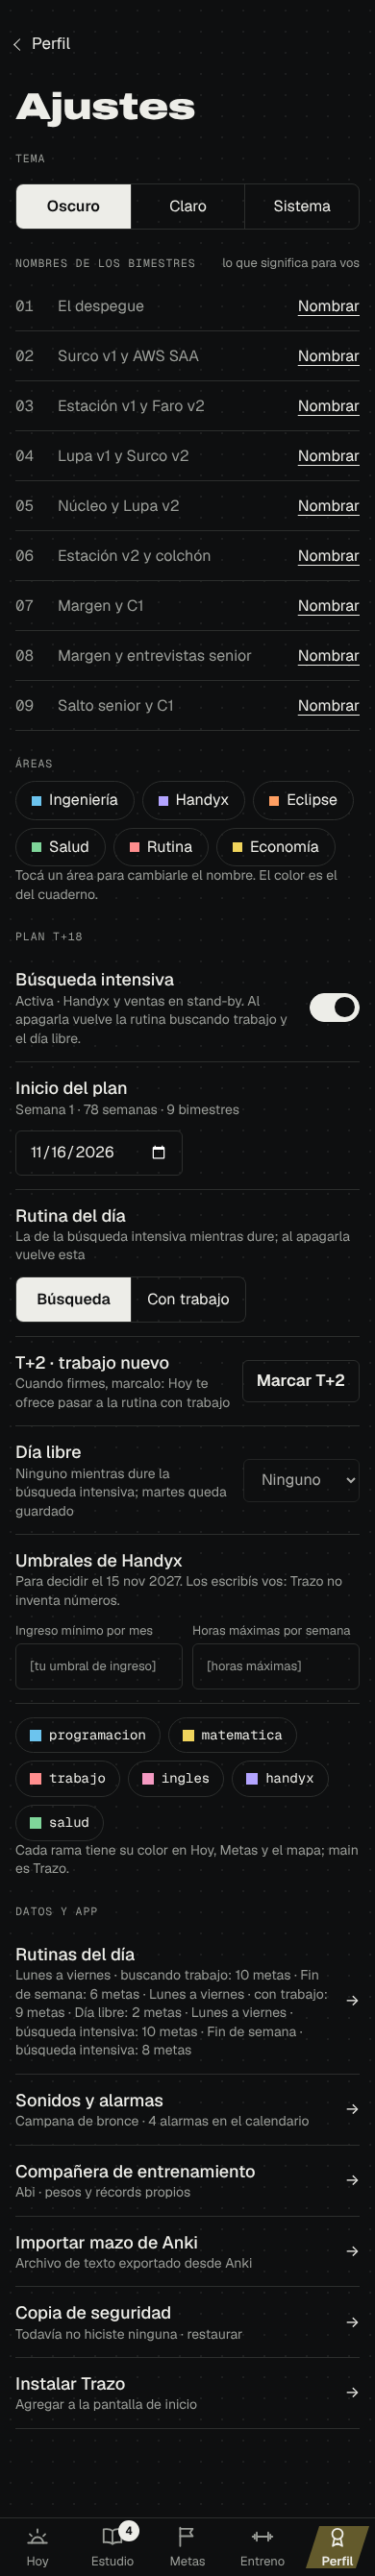 Perfil
Ajustes
TEMA
Oscuro Claro Sistema
NOMBRES DE LOS BIMESTRES lo que significa para vos
01 El despegue Nombrar
02 Surco v1 y AWS SAA Nombrar
03 Estación v1 y Faro v2 Nombrar
04 Lupa v1 y Surco v2 Nombrar
05 Núcleo y Lupa v2 Nombrar
06 Estación v2 y colchón Nombrar
07 Margen y C1 Nombrar
08 Margen y entrevistas senior Nombrar
09 Salto senior y C1 Nombrar
ÁREAS
Ingeniería Handyx Eclipse
Salud Rutina Economía
Tocá un área para cambiarle el nombre. El color es el
del cuaderno.
PLAN T+18
Búsqueda intensiva
Activa · Handyx y ventas en stand-by. Al
apagarla vuelve la rutina buscando trabajo y
el día libre.
Inicio del plan
Semana 1 · 78 semanas · 9 bimestres
11/16/2026
Rutina del día
La de la búsqueda intensiva mientras dure; al apagarla
vuelve esta
Búsqueda Con trabajo
T+2 · trabajo nuevo
Cuando firmes, marcalo: Hoy te
ofrece pasar a la rutina con trabajo
Marcar T+2
Día libre
Ninguno mientras dure la
búsqueda intensiva; martes queda
guardado
Ninguno
Umbrales de Handyx
Para decidir el 15 nov 2027. Los escribís vos: Trazo no
inventa números.
Ingreso mínimo por mes Horas máximas por semana
[tu umbral de ingreso] [horas máximas]
programacion matematica
trabajo ingles handyx
salud
Cada rama tiene su color en Hoy, Metas y el mapa; main
es Trazo.
DATOS Y APP
Rutinas del día
Lunes a viernes · buscando trabajo: 10 metas · Fin
de semana: 6 metas · Lunes a viernes · con trabajo:
9 metas · Día libre: 2 metas · Lunes a viernes ·
búsqueda intensiva: 10 metas · Fin de semana ·
búsqueda intensiva: 8 metas
Sonidos y alarmas
Campana de bronce · 4 alarmas en el calendario
Compañera de entrenamiento
Abi · pesos y récords propios
Importar mazo de Anki
Archivo de texto exportado desde Anki
Copia de seguridad
Todavía no hiciste ninguna · restaurar
Instalar Trazo
Agregar a la pantalla de inicio
4
Hoy Estudio Metas Entreno Perfil